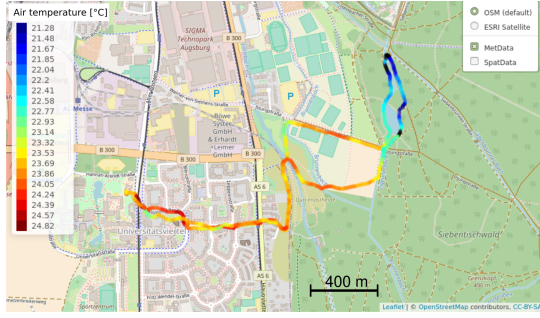 Air temperature [°C]
21.28
21.48
21.67
21.85
22.04
22.2
22.41
22.58
22.77
22.93
23.14
23.32
23.53
23.69
23.86
24.05
24.24
24.39
24.57
24.82
OSM (default)
ESRI Satellite
MetData
SpatData
B 300
SIGMA
Technopark
Augsburg
P
P
Messe
Böwe
Systec
GmbH
& Erhardt
+Leimer
GmbH
B 300
B 300
A5 6
Universitätsviertel
Siebentischwald
A5 6
400 m
Leaflet | © OpenStreetMap contributors, CC-BY-SA